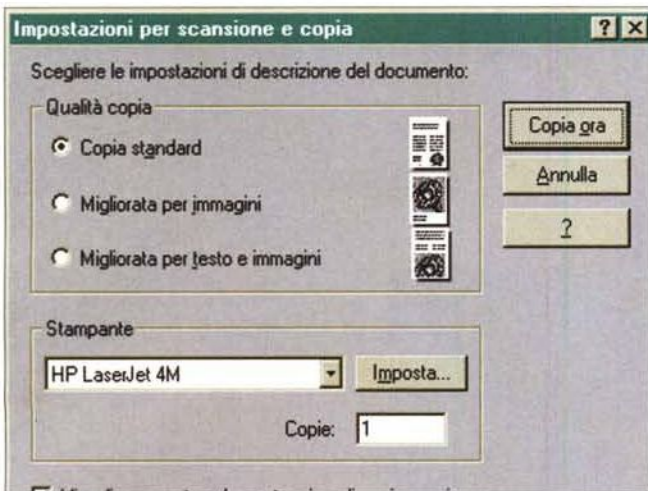 Impostazioni per scansione e copia
Scegliere le impostazioni di descrizione del documento:
Qualità copia
Copia standard
Migliorata per immagini
Migliorata per testo e immagini
Copia ora
Annulla
?
Stampante
HP LaserJet 4M
Imposta...
Copie: 1